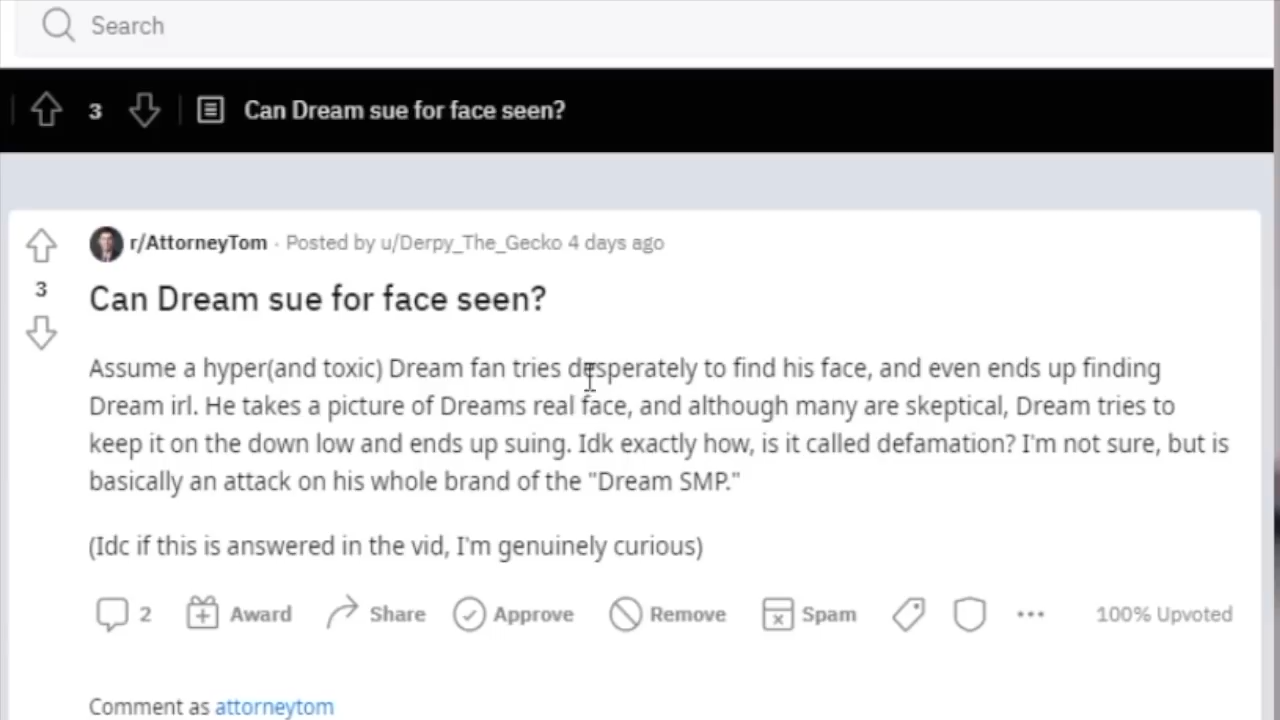 Search
3 Can Dream sue for face seen?
r/AttorneyTom · Posted by u/Derpy_The_Gecko 4 days ago
3
Can Dream sue for face seen?
Assume a hyper(and toxic) Dream fan tries desperately to find his face, and even ends up finding
Dream irl. He takes a picture of Dreams real face, and although many are skeptical, Dream tries to
keep it on the down low and ends up suing. Idk exactly how, is it called defamation? I'm not sure, but is
basically an attack on his whole brand of the "Dream SMP."
(Idc if this is answered in the vid, I'm genuinely curious)
2 Award Share Approve Remove Spam ··· 100% Upvoted
Comment as attorneytom